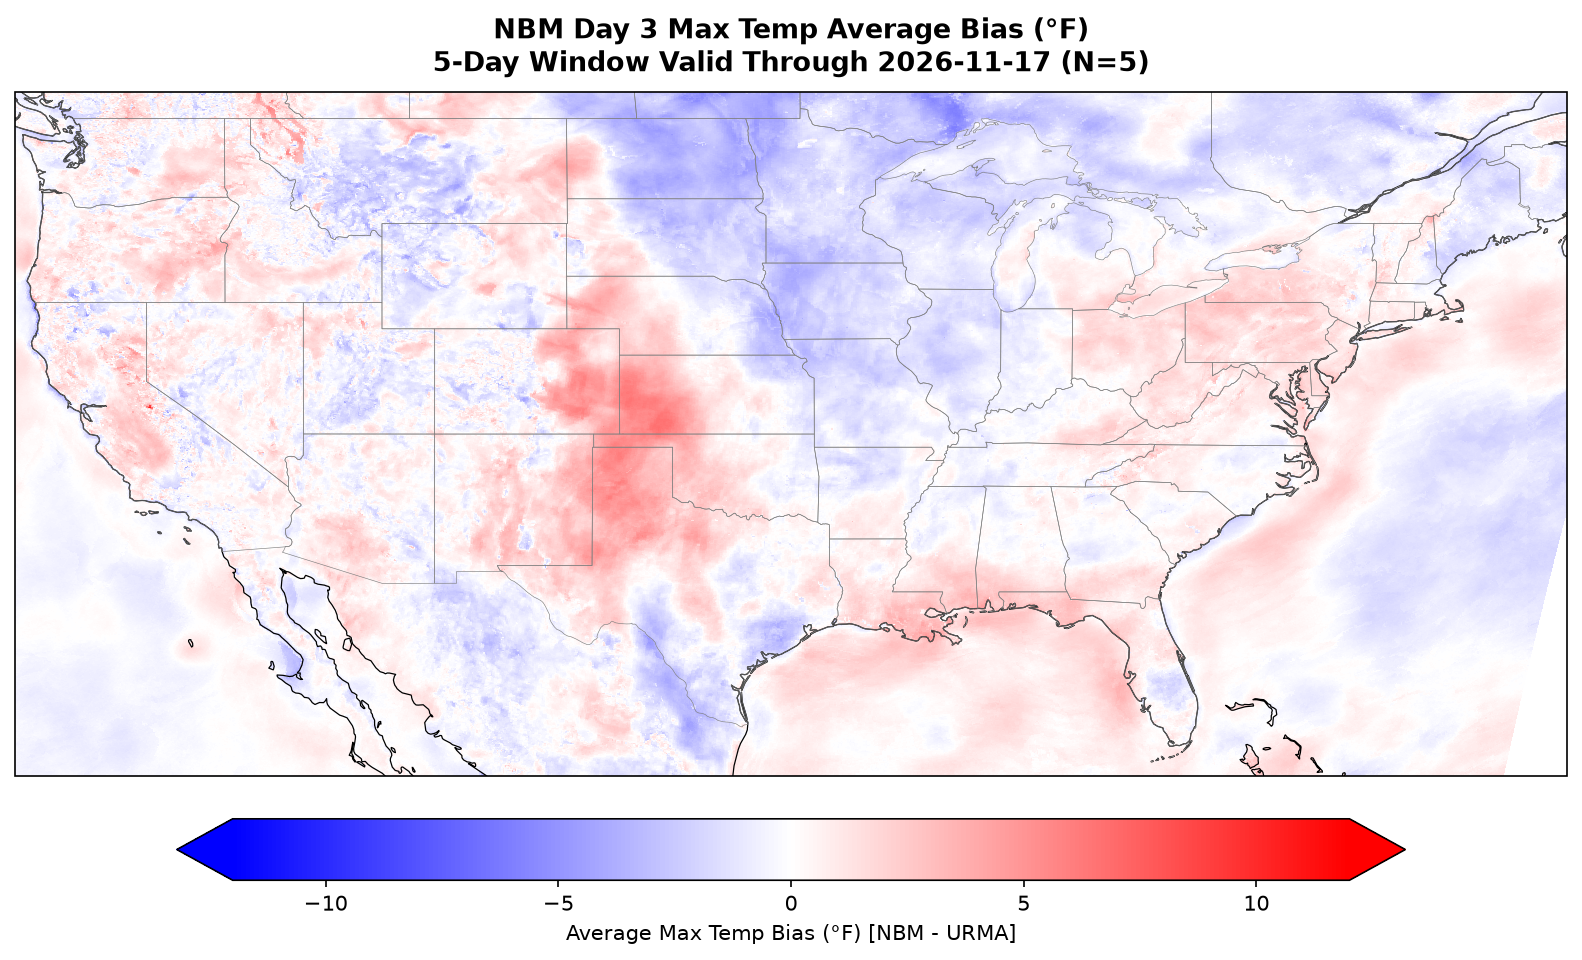 NBM Day 3 Max Temp Average Bias (°F)
5-Day Window Valid Through 2026-11-17 (N=5)
−10 −5 0 5 10
Average Max Temp Bias (°F) [NBM - URMA]